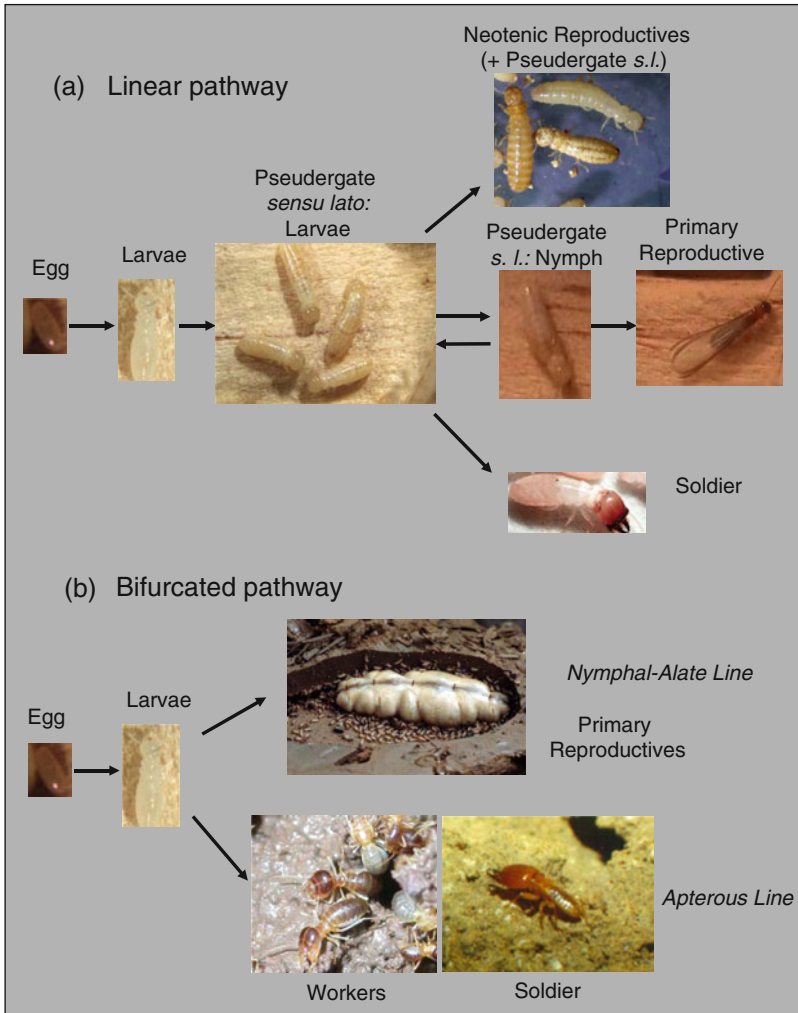 (a) Linear pathway
Neotenic Reproductives
(+ Pseudergate s.l.)
Egg
Larvae
Pseudergate
sensu lato:
Larvae
Pseudergate
s. l.: Nymph
Primary
Reproductive
Soldier
(b) Bifurcated pathway
Egg
Larvae
Nymphal-Alate Line
Primary
Reproductives
Workers
Soldier
Apterous Line